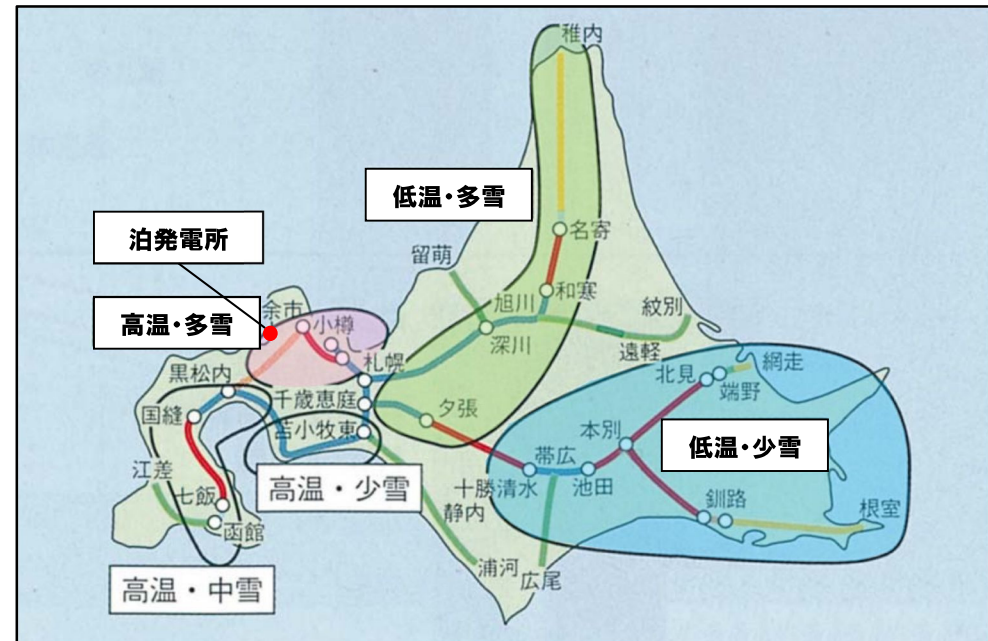 稚内
低温・多雪
名寄
泊発電所
留萌
和寒
旭川
紋別
余市
高温・多雪
小樽
深川
遠軽
網走
黒松内
札幌
北見
端野
千歳恵庭
国縫
夕張
苫小牧東
本別
低温・少雪
帯広
江差
高温・少雪
十勝清水
池田
七飯
静内
釧路
根室
函館
浦河
広尾
高温・中雪